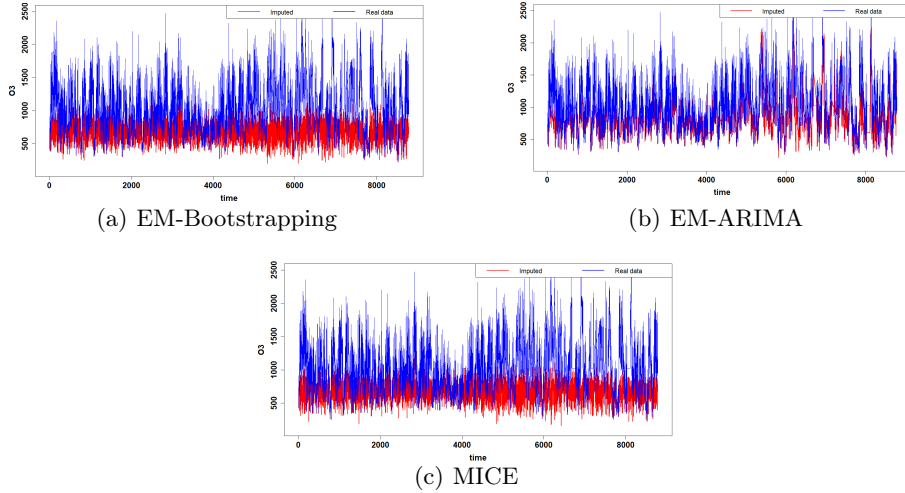 Imputed Real data
2500
2000
1500
1000
500
O3
0 2000 4000 6000 8000
time
(a) EM-Bootstrapping
Imputed Real data
2500
2000
1500
1000
500
O3
0 2000 4000 6000 8000
time
(b) EM-ARIMA
Imputed Real data
2500
2000
1500
1000
500
O3
0 2000 4000 6000 8000
time
(c) MICE